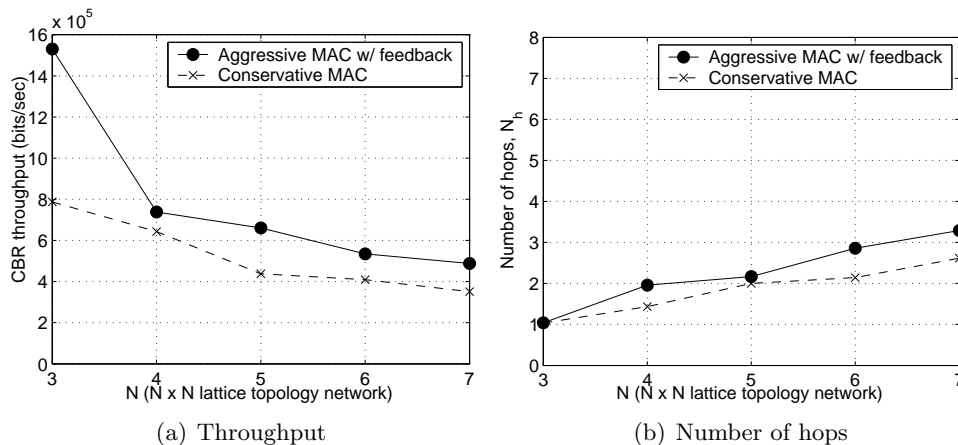 x 10⁵
16
14
12
10
8
6
4
2
0
CBR throughput (bits/sec)
Aggressive MAC w/ feedback
Conservative MAC
3 4 5 6 7
N (N x N lattice topology network)
(a) Throughput
8
7
6
5
4
3
2
1
0
Number of hops, N_h
Aggressive MAC w/ feedback
Conservative MAC
3 4 5 6 7
N (N x N lattice topology network)
(b) Number of hops